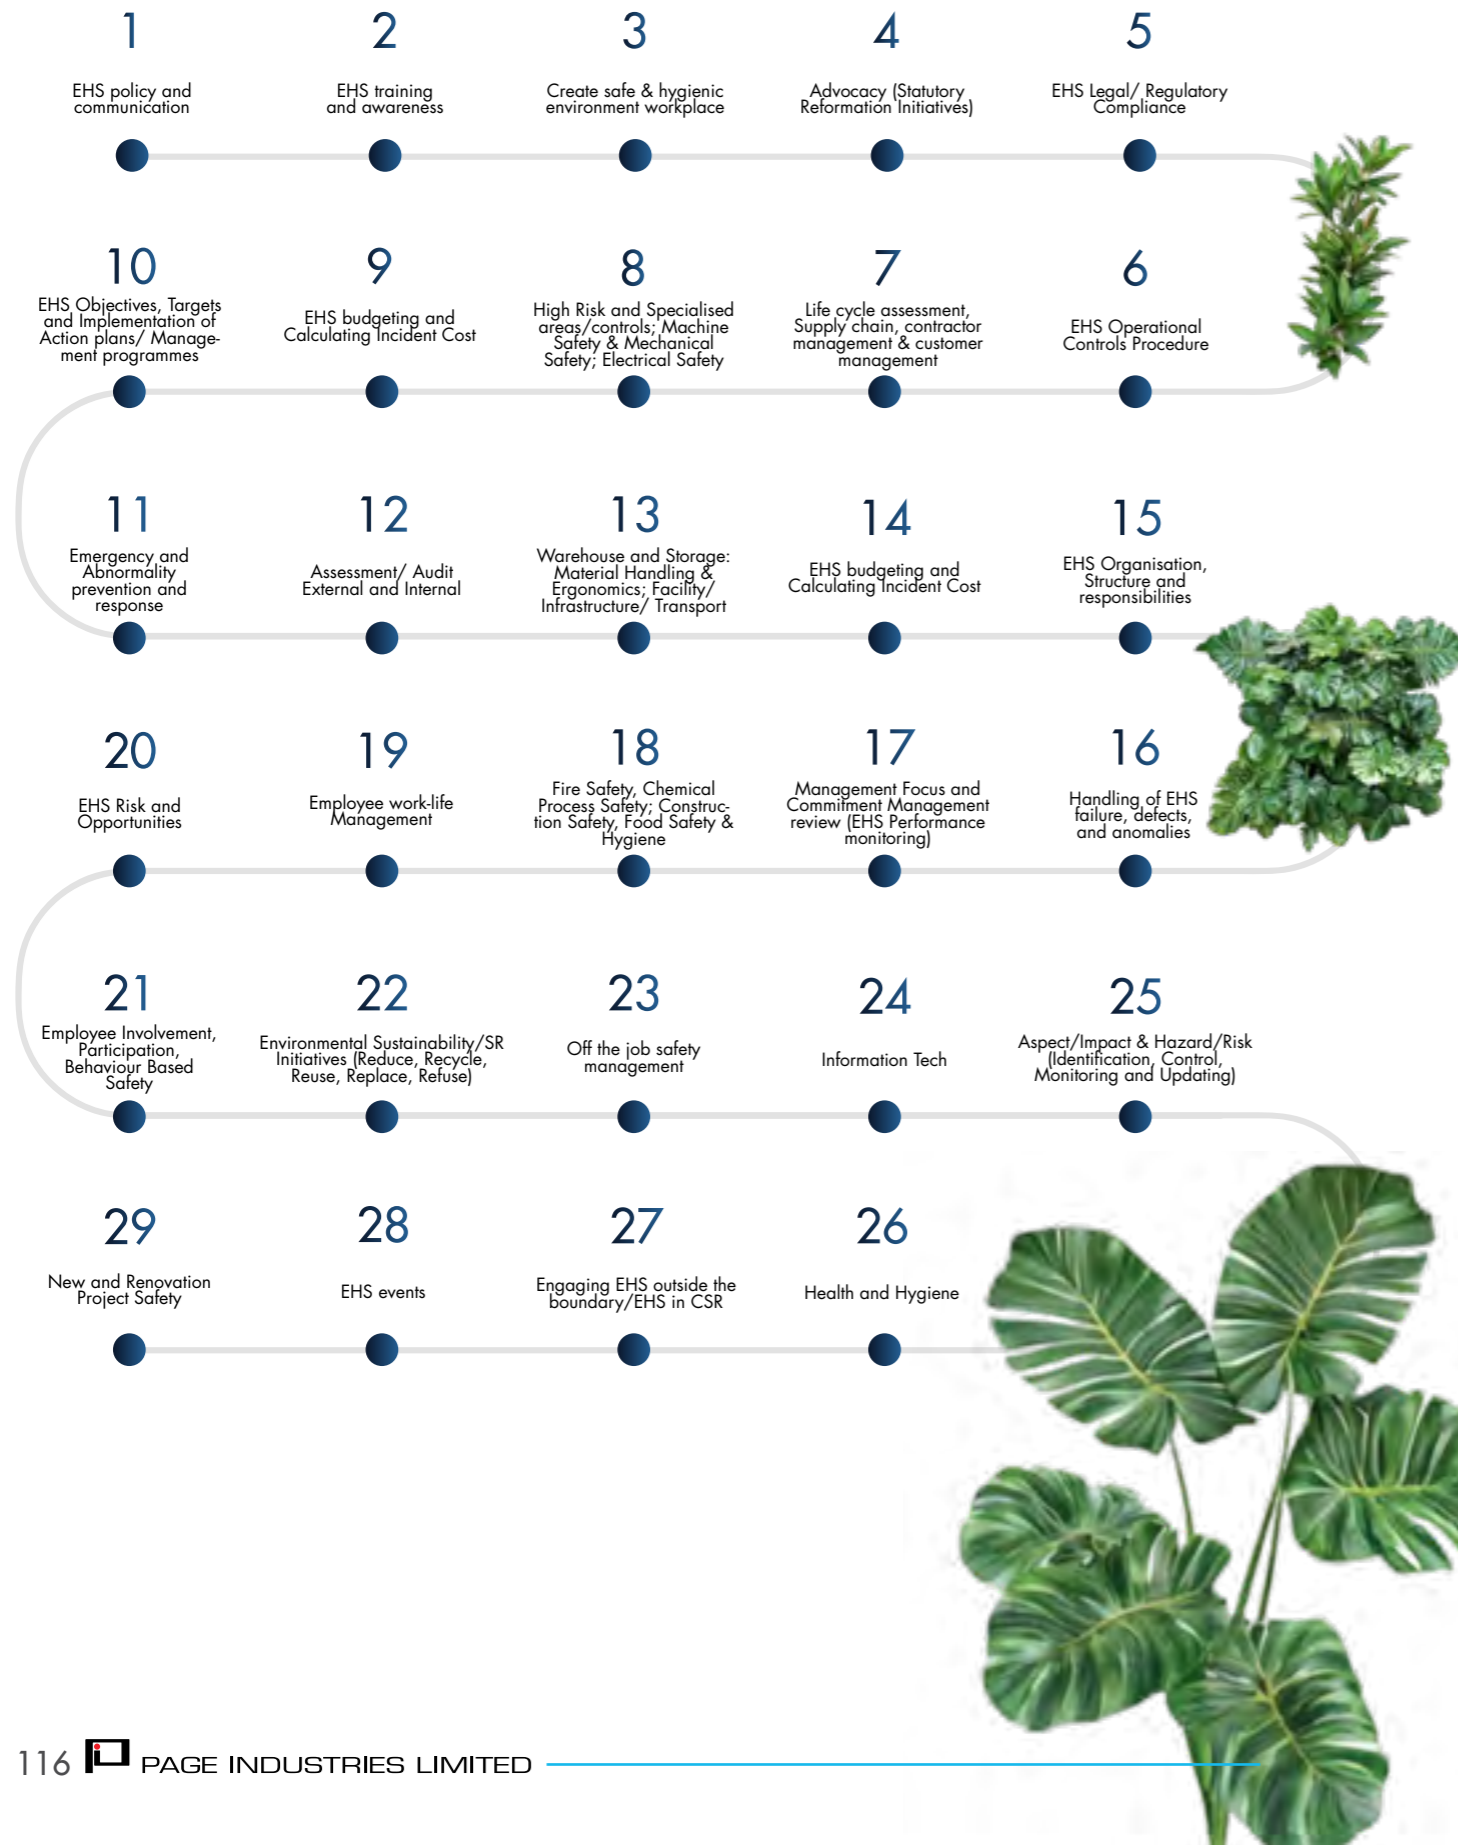 1
EHS policy and
communication
2
EHS training
and awareness
3
Create safe & hygienic
environment workplace
4
Advocacy (Statutory
Reformation Initiatives)
5
EHS Legal/ Regulatory
Compliance
10
EHS Objectives, Targets
and Implementation of
Action plans/ Manage-
ment programmes
9
EHS budgeting and
Calculating Incident Cost
8
High Risk and Specialised
areas/controls; Machine
Safety & Mechanical
Safety; Electrical Safety
7
Life cycle assessment,
Supply chain, contractor
management & customer
management
6
EHS Operational
Controls Procedure
11
Emergency and
Abnormality
prevention and
response
12
Assessment/ Audit
External and Internal
13
Warehouse and Storage:
Material Handling &
Ergonomics; Facility/
Infrastructure/ Transport
14
EHS budgeting and
Calculating Incident Cost
15
EHS Organisation,
Structure and
responsibilities
20
EHS Risk and
Opportunities
19
Employee work-life
Management
18
Fire Safety, Chemical
Process Safety; Construc-
tion Safety, Food Safety &
Hygiene
17
Management Focus and
Commitment Management
review (EHS Performance
monitoring)
16
Handling of EHS
failure, defects,
and anomalies
21
Employee Involvement,
Participation,
Behaviour Based
Safety
22
Environmental Sustainability/SR
Initiatives (Reduce, Recycle,
Reuse, Replace, Refuse)
23
Off the job safety
management
24
Information Tech
25
Aspect/Impact & Hazard/Risk
(Identification, Control,
Monitoring and Updating)
29
New and Renovation
Project Safety
28
EHS events
27
Engaging EHS outside the
boundary/EHS in CSR
26
Health and Hygiene
116 PAGE INDUSTRIES LIMITED